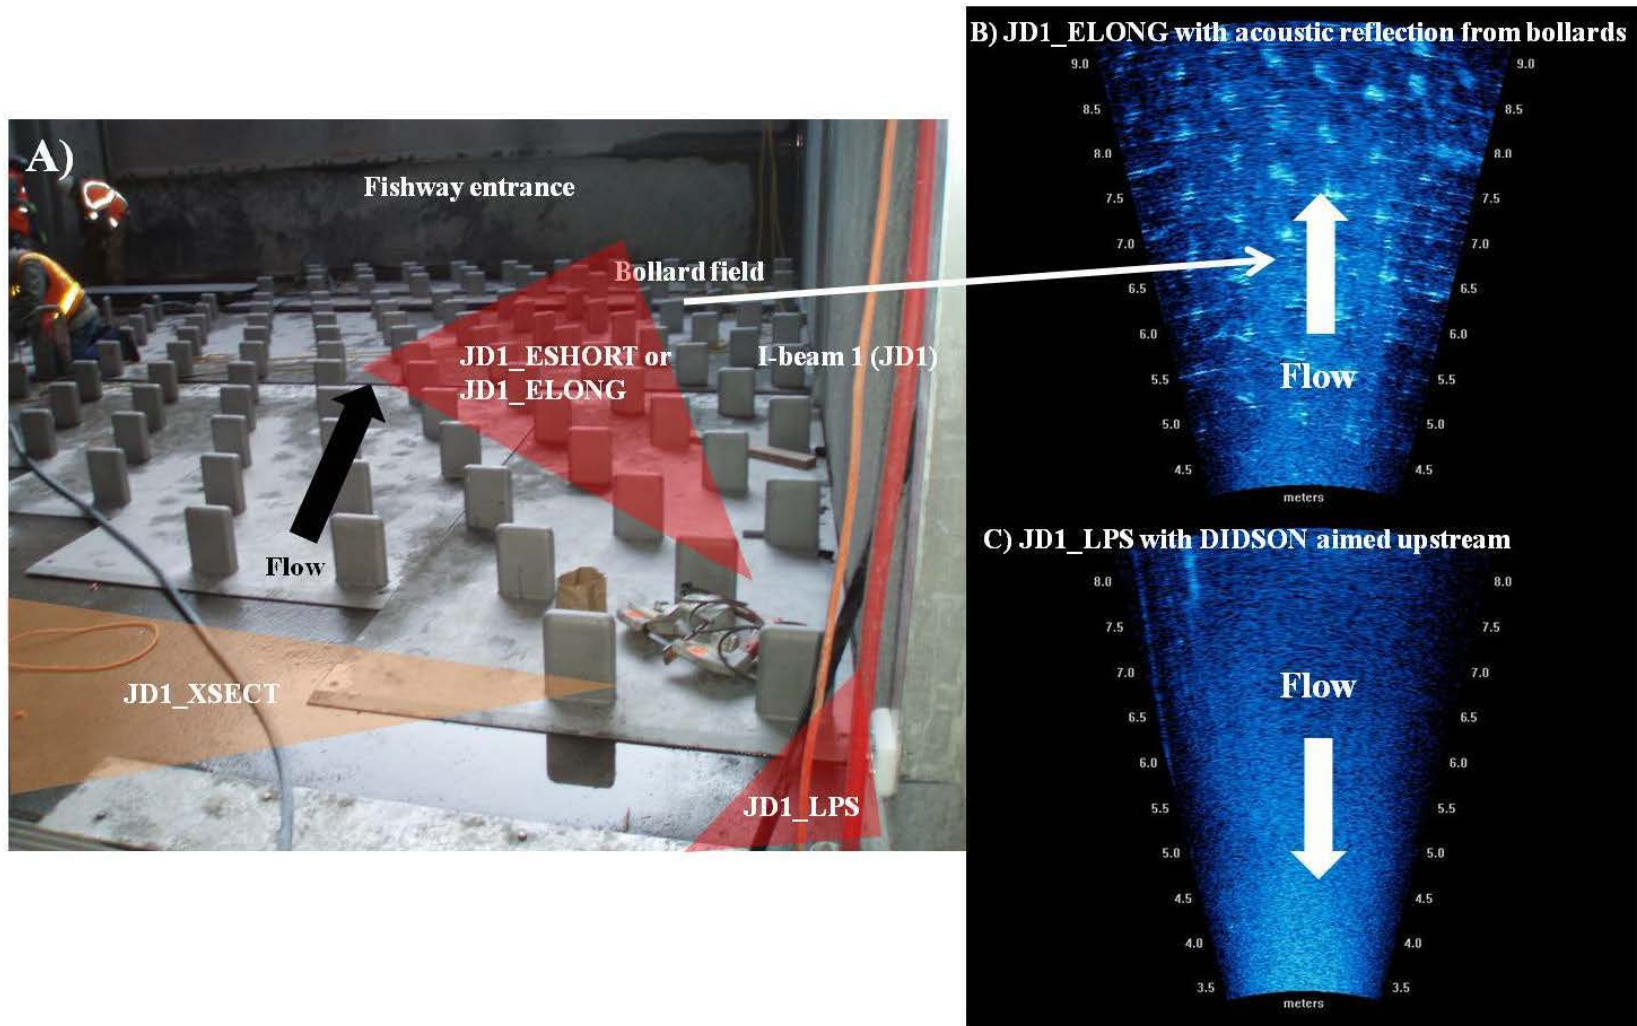 A)
Fishway entrance
Bollard field
JD1_ESHORT or
JD1_ELONG
I-beam 1 (JD1)
Flow
JD1_XSECT
JD1_LPS
B) JD1_ELONG with acoustic reflection from bollards
9.0 9.0
8.5 8.5
8.0 8.0
7.5 7.5
7.0 7.0
6.5 6.5
6.0 6.0
Flow
5.5 5.5
5.0 5.0
4.5 4.5
meters
C) JD1_LPS with DIDSON aimed upstream
8.0 8.0
7.5 7.5
7.0 7.0
Flow
6.5 6.5
6.0 6.0
5.5 5.5
5.0 5.0
4.5 4.5
4.0 4.0
3.5 3.5
meters